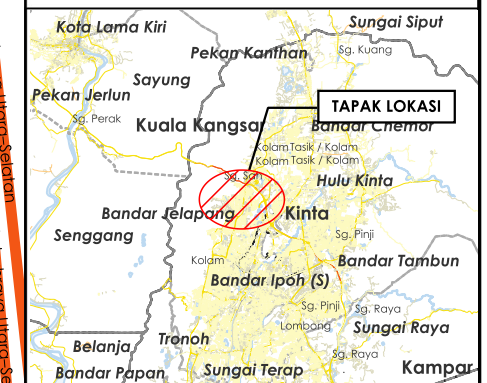 Sungai Siput
Kota Lama Kiri
Pekan Kanthan
Sg. Kuang
Sayung
Pekan Jerlun
TAPAK LOKASI
Sg. Perak
Kuala Kangsar
Bandar Chemor
Kolam Tasik / Kolam
Kolam Tasik / Kolam
Hulu Kinta
Bandar Jelapang
Kinta
Senggang
Sg. Pinji
Kolam
Bandar Tambun
Bandar Ipoh (S)
Sg. Pinji
Sg. Raya
Lombong
Sungai Raya
Tronoh
Belanja
Sg. Raya
Kampar
Bandar Papan
Sungai Terap
Utara-Selatan